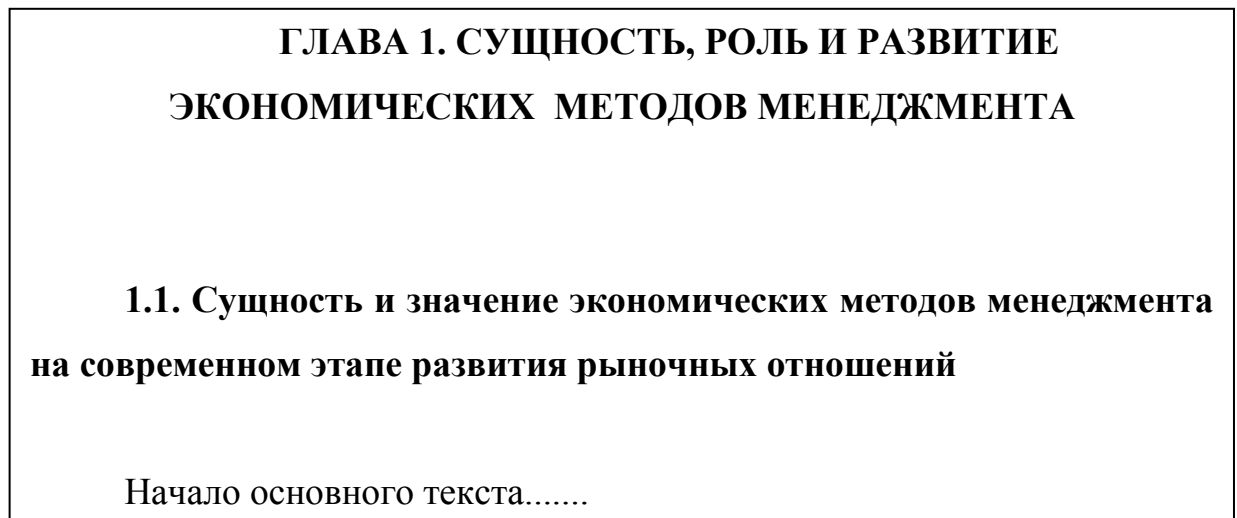 ГЛАВА 1. СУЩНОСТЬ, РОЛЬ И РАЗВИТИЕ
ЭКОНОМИЧЕСКИХ МЕТОДОВ МЕНЕДЖМЕНТА
1.1. Сущность и значение экономических методов менеджмента
на современном этапе развития рыночных отношений
Начало основного текста.......